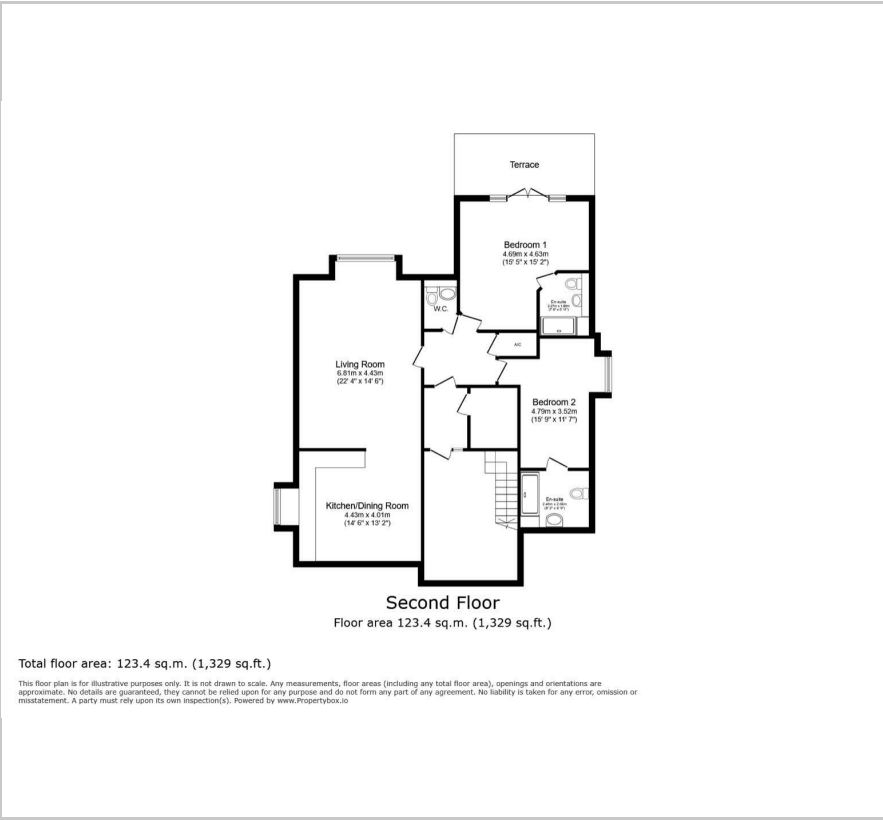 Terrace
Bedroom 1
4.69m x 4.63m
(15' 5" x 15' 2")
En-suite
W.C.
A/C
Living Room
6.81m x 4.43m
(22' 4" x 14' 6")
Bedroom 2
4.79m x 3.52m
(15' 9" x 11' 7")
En-suite
Kitchen/Dining Room
4.43m x 4.01m
(14' 6" x 13' 2")
Second Floor
Floor area 123.4 sq.m. (1,329 sq.ft.)
Total floor area: 123.4 sq.m. (1,329 sq.ft.)
This floor plan is for illustrative purposes only. It is not drawn to scale. Any measurements, floor areas (including any total floor area), openings and orientations are
approximate. No details are guaranteed, they cannot be relied upon for any purpose and do not form any part of any agreement. No liability is taken for any error, omission or
misstatement. A party must rely upon its own inspection(s). Powered by www.Propertybox.io